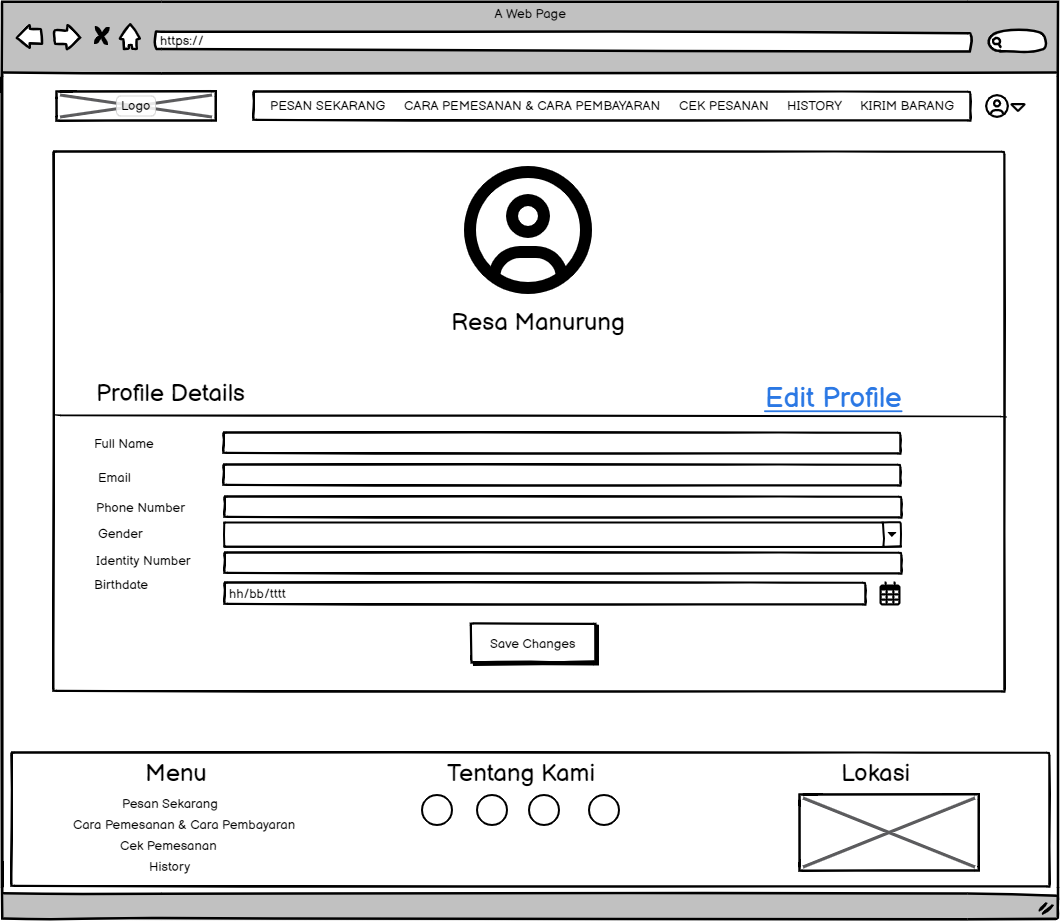 A Web Page
https://
Logo
PESAN SEKARANG CARA PEMESANAN & CARA PEMBAYARAN CEK PESANAN HISTORY KIRIM BARANG
Resa Manurung
Profile Details
Edit Profile
Full Name
Email
Phone Number
Gender
Identity Number
Birthdate
hh/bb/tttt
Save Changes
Menu
Pesan Sekarang
Cara Pemesanan & Cara Pembayaran
Cek Pemesanan
History
Tentang Kami
Lokasi